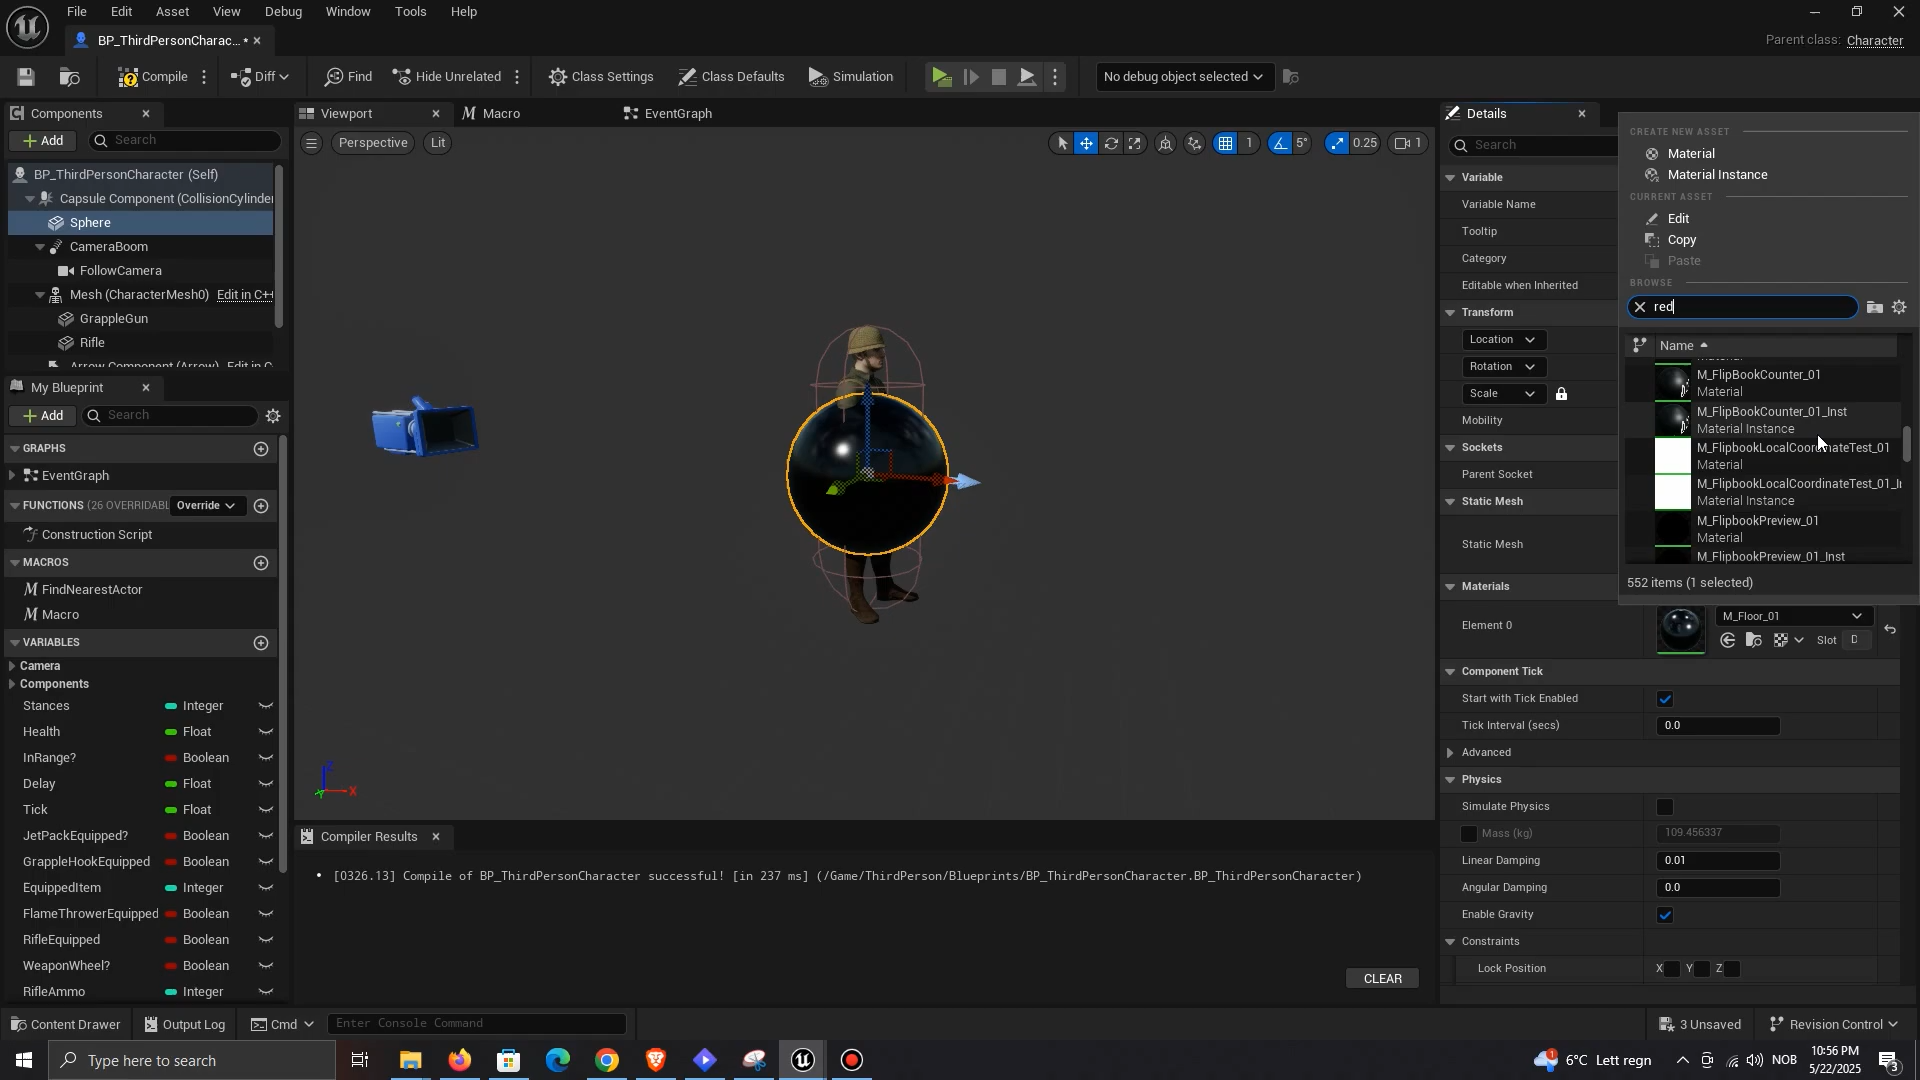 File Edit Asset View Debug Window Tools Help
BP_ThirdPersonCharac... •
Parent class: Character
Compile
Diff
Find
Hide Unrelated
Class Settings
Class Defaults
Simulation
No debug object selected
Components
Add
Search
BP_ThirdPersonCharacter (Self)
Capsule Component (CollisionCylinder
Sphere
CameraBoom
FollowCamera
Mesh (CharacterMesh0) Edit in C++
GrappleGun
Rifle
Arrow Component (Arrow) Edit in C
My Blueprint
Add
Search
GRAPHS
EventGraph
FUNCTIONS (26 OVERRIDABL Override
Construction Script
MACROS
FindNearestActor
Macro
VARIABLES
Camera
Components
Stances Integer
Health Float
InRange? Boolean
Delay Float
Tick Float
JetPackEquipped? Boolean
GrappleHookEquipped Boolean
EquippedItem Integer
FlameThrowerEquipped Boolean
RifleEquipped Boolean
WeaponWheel? Boolean
RifleAmmo Integer
Viewport
Macro
EventGraph
Perspective
Lit
1
5°
0.25
1
Z
X
Y
Compiler Results
• [0326.13] Compile of BP_ThirdPersonCharacter successful! [in 237 ms] (/Game/ThirdPerson/Blueprints/BP_ThirdPersonCharacter.BP_ThirdPersonCharacter)
CLEAR
Details
Search
Variable
Variable Name
Tooltip
Category
Editable when Inherited
Transform
Location
Rotation
Scale
Mobility
Sockets
Parent Socket
Static Mesh
Static Mesh
Materials
Element 0
M_Floor_01
Slot D
Component Tick
Start with Tick Enabled
Tick Interval (secs) 0.0
Advanced
Physics
Simulate Physics
Mass (kg) 109.456337
Linear Damping 0.01
Angular Damping 0.0
Enable Gravity
Constraints
Lock Position X Y Z
CREATE NEW ASSET
Material
Material Instance
CURRENT ASSET
Edit
Copy
Paste
BROWSE
red
Name
Material
M_FlipBookCounter_01
Material
M_FlipBookCounter_01_Inst
Material Instance
M_FlipbookLocalCoordinateTest_01
Material
M_FlipbookLocalCoordinateTest_01_I
Material Instance
M_FlipbookPreview_01
Material
M_FlipbookPreview_01_Inst
552 items (1 selected)
Content Drawer
Output Log
Cmd
Enter Console Command
3 Unsaved
Revision Control
Type here to search
1
6°C Lett regn
NOB
10:56 PM
5/22/2025
3